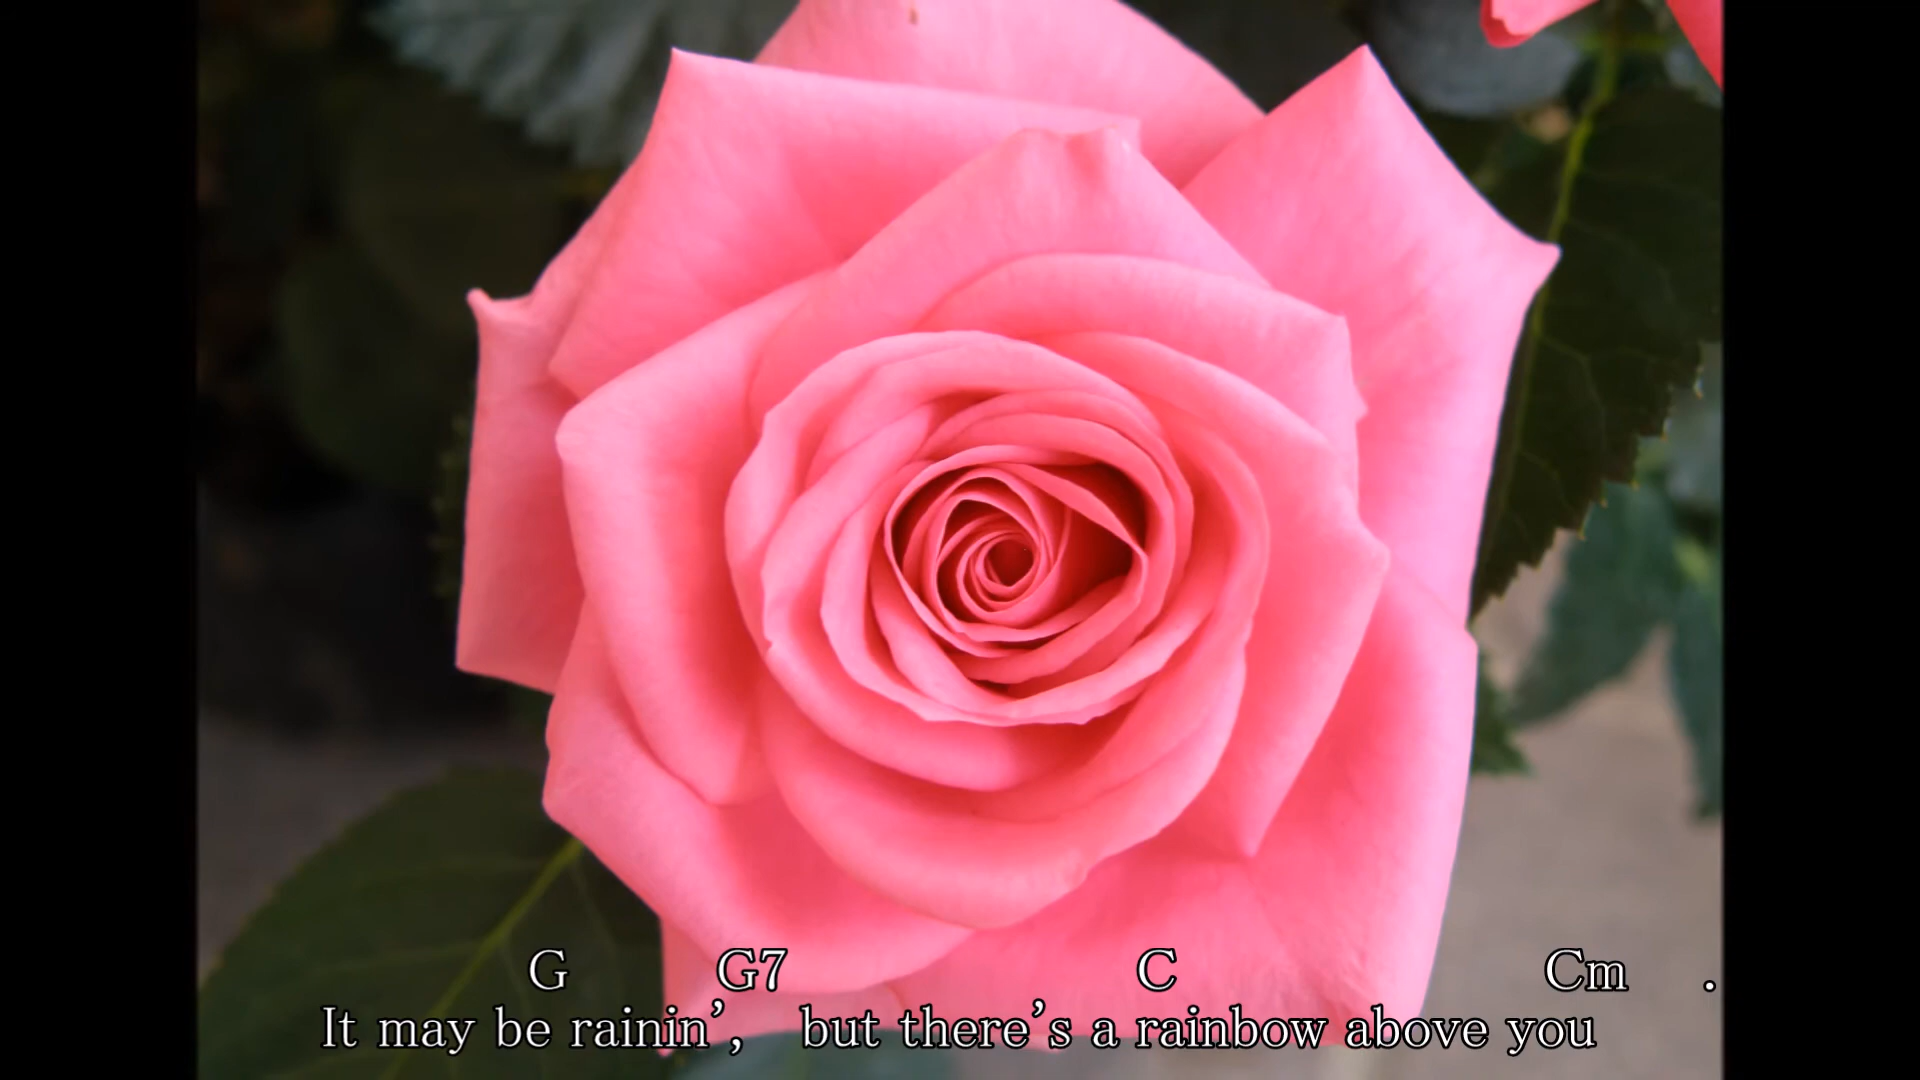 G G7 C Cm .
It may be rainin’, but there’s a rainbow above you